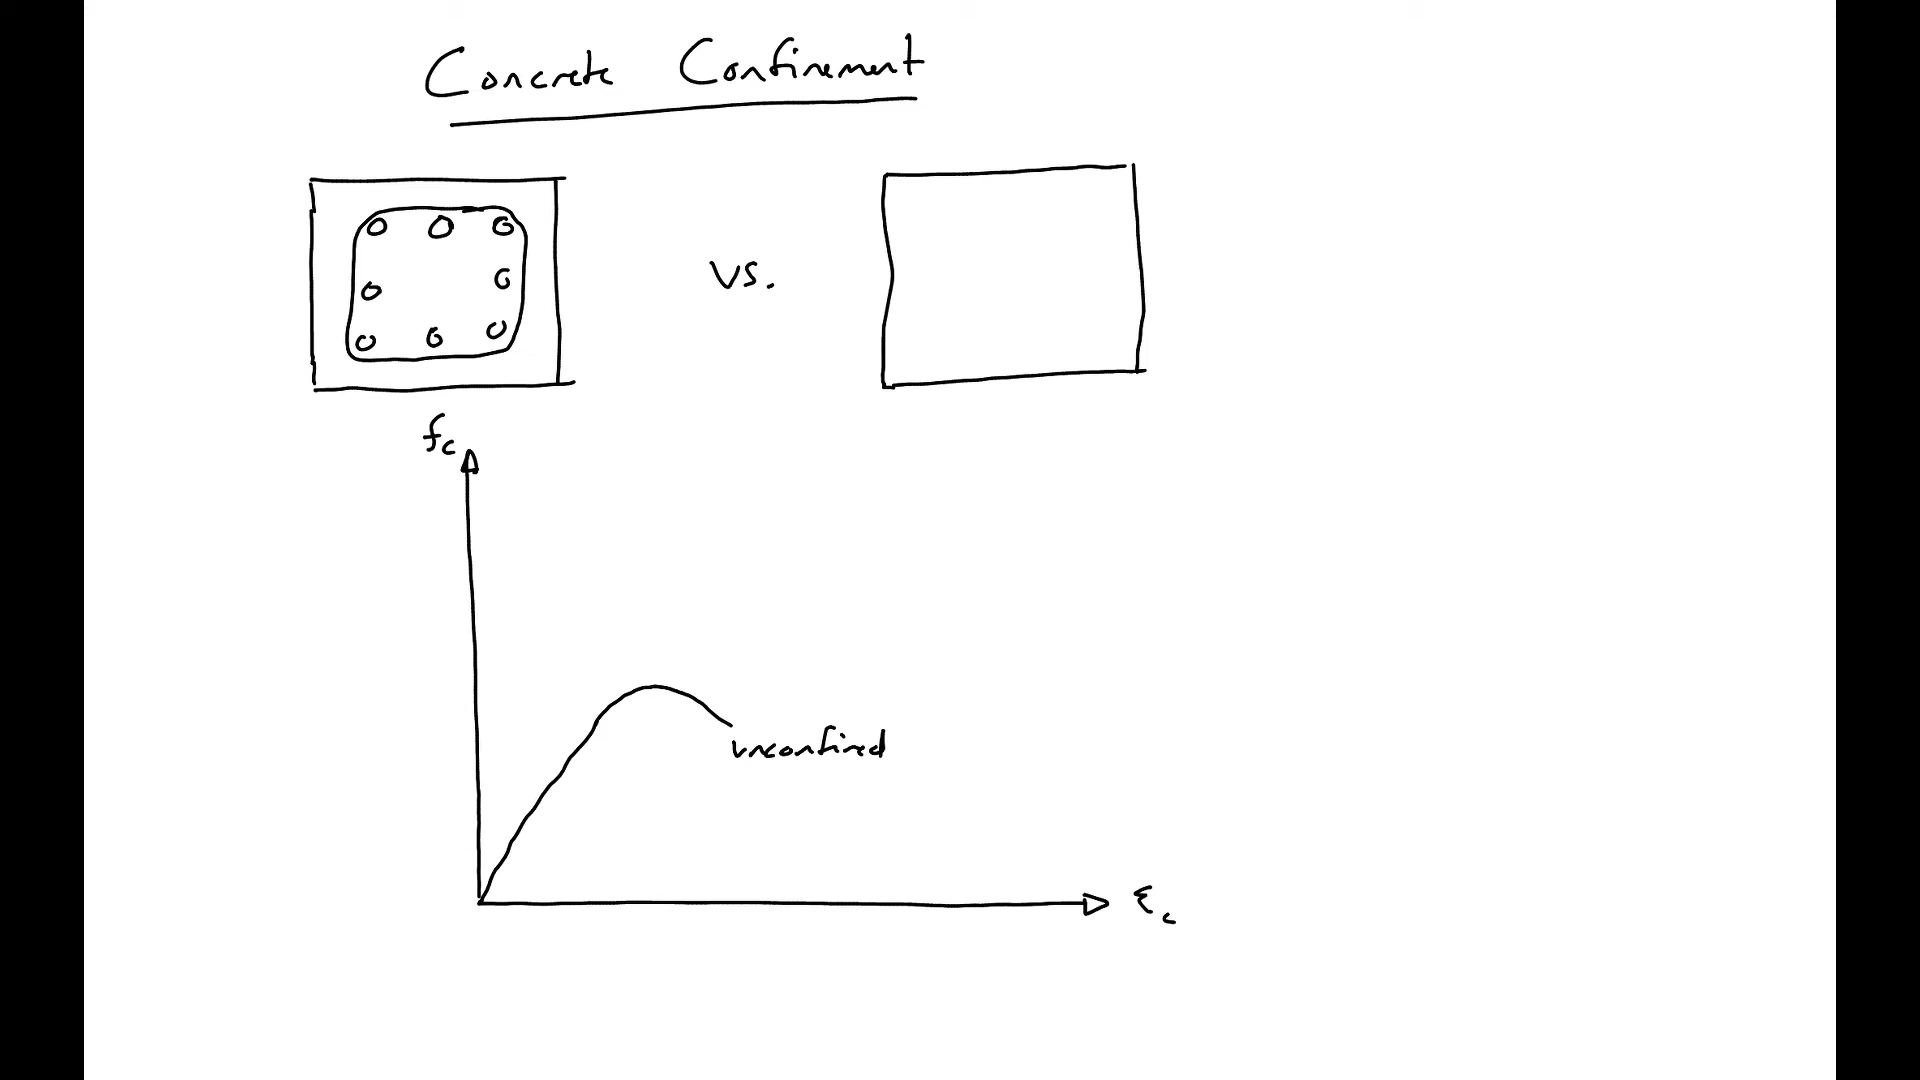 Concrete Confinement
vs.
fc
unconfined
εc